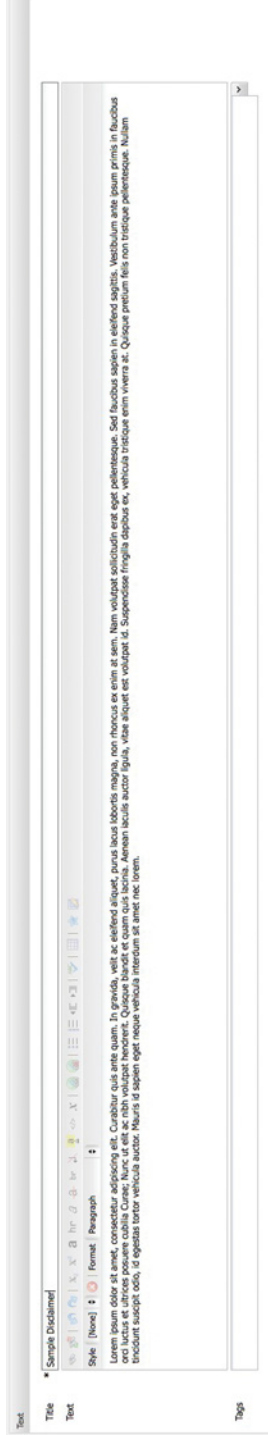 Text
Title * Sample Disclaimer
Text
Style [None] Format Paragraph
Lorem ipsum dolor sit amet, consectetur adipiscing elit. Curabitur quis ante quam. In gravida, velit ac eleifend aliquet, purus lacus lobortis magna, non rhoncus ex enim at sem. Nam volutpat sollicitudin erat eget pellentesque. Sed faucibus sapien in eleifend sagittis. Vestibulum ante ipsum primis in faucibus
orci luctus et ultrices posuere cubilia Curae; Nunc ut elit ac nibh volutpat hendrerit. Quisque blandit et quam quis lacinia. Aenean iaculis auctor ligula, vitae aliquet est volutpat id. Suspendisse fringilla dapibus ex, vehicula tristique enim viverra at. Quisque pretium felis non tristique pellentesque. Nullam
tincidunt suscipit odio, id egestas tortor vehicula auctor. Mauris id sapien eget neque vehicula interdum sit amet nec lorem.
Tags